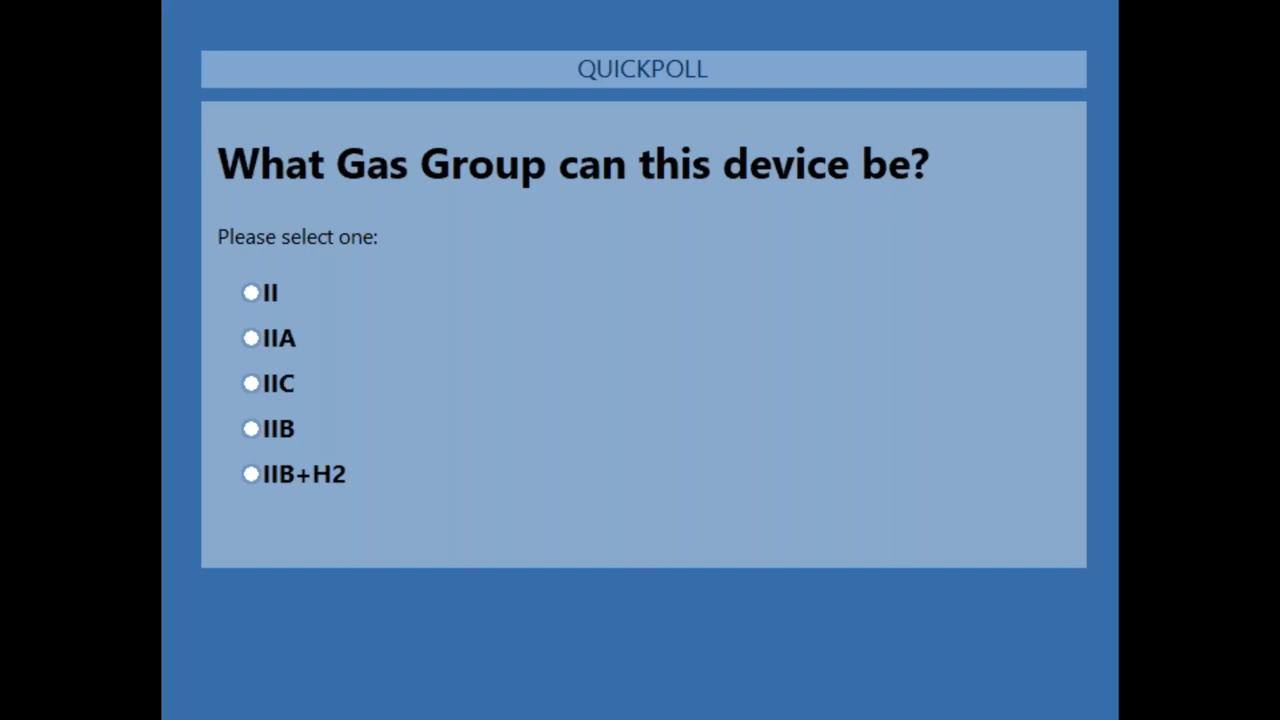 QUICKPOLL
What Gas Group can this device be?
Please select one:
II
IIA
IIC
IIB
IIB+H2